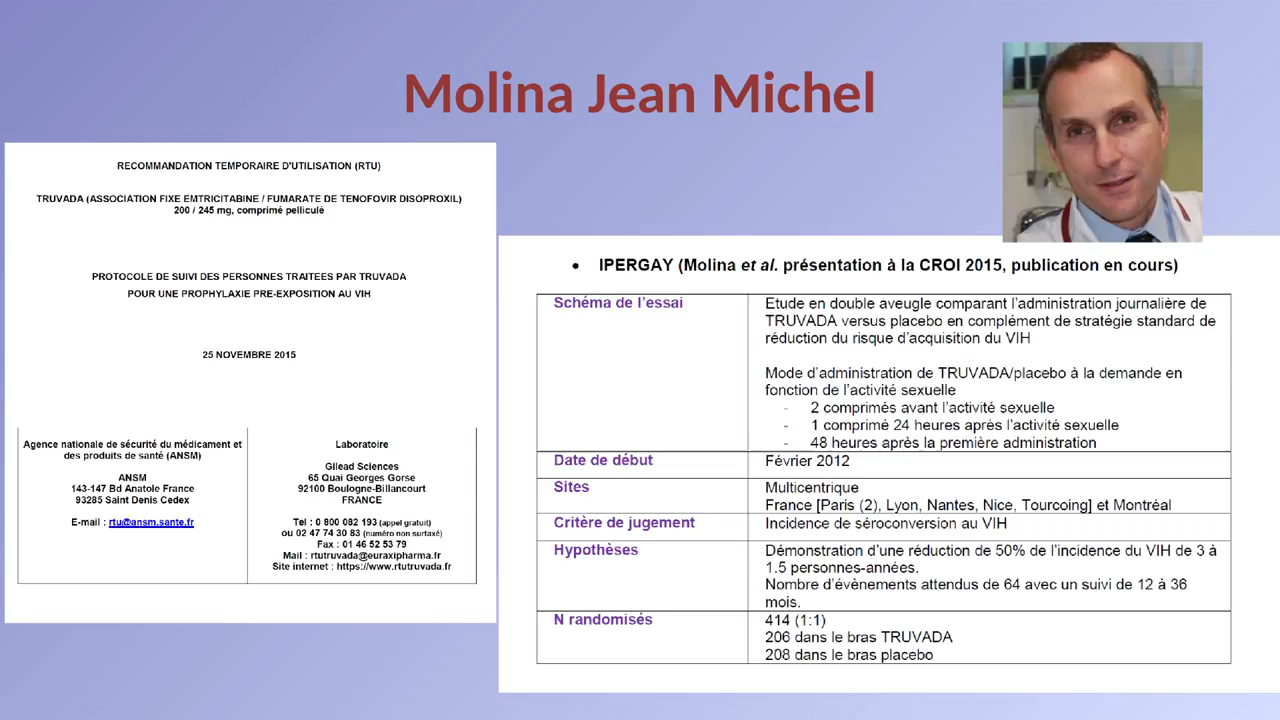 Molina Jean Michel
RECOMMANDATION TEMPORAIRE D'UTILISATION (RTU)
TRUVADA (ASSOCIATION FIXE EMTRICITABINE / FUMARATE DE TENOFOVIR DISOPROXIL)
200 / 245 mg, comprimé pelliculé
PROTOCOLE DE SUIVI DES PERSONNES TRAITEES PAR TRUVADA
POUR UNE PROPHYLAXIE PRE-EXPOSITION AU VIH
25 NOVEMBRE 2015
Agence nationale de sécurité du médicament et
des produits de santé (ANSM)
ANSM
143-147 Bd Anatole France
93285 Saint Denis Cedex
E-mail : rtu@ansm.sante.fr
Laboratoire
Gilead Sciences
65 Quai Georges Gorse
92100 Boulogne-Billancourt
FRANCE
Tel : 0 800 082 193 (appel gratuit)
ou 02 47 74 30 83 (numéro non surtaxé)
Fax : 01 46 52 53 79
Mail : rtutruvada@euraxipharma.fr
Site internet : https://www.rtutruvada.fr
• IPERGAY (Molina et al. présentation à la CROI 2015, publication en cours)
Schéma de l'essai
Etude en double aveugle comparant l'administration journalière de
TRUVADA versus placebo en complément de stratégie standard de
réduction du risque d'acquisition du VIH
Mode d'administration de TRUVADA/placebo à la demande en
fonction de l'activité sexuelle
- 2 comprimés avant l'activité sexuelle
- 1 comprimé 24 heures après l'activité sexuelle
- 48 heures après la première administration
Date de début
Février 2012
Sites
Multicentrique
France [Paris (2), Lyon, Nantes, Nice, Tourcoing] et Montréal
Critère de jugement
Incidence de séroconversion au VIH
Hypothèses
Démonstration d'une réduction de 50% de l'incidence du VIH de 3 à
1.5 personnes-années.
Nombre d'évènements attendus de 64 avec un suivi de 12 à 36
mois.
N randomisés
414 (1:1)
206 dans le bras TRUVADA
208 dans le bras placebo